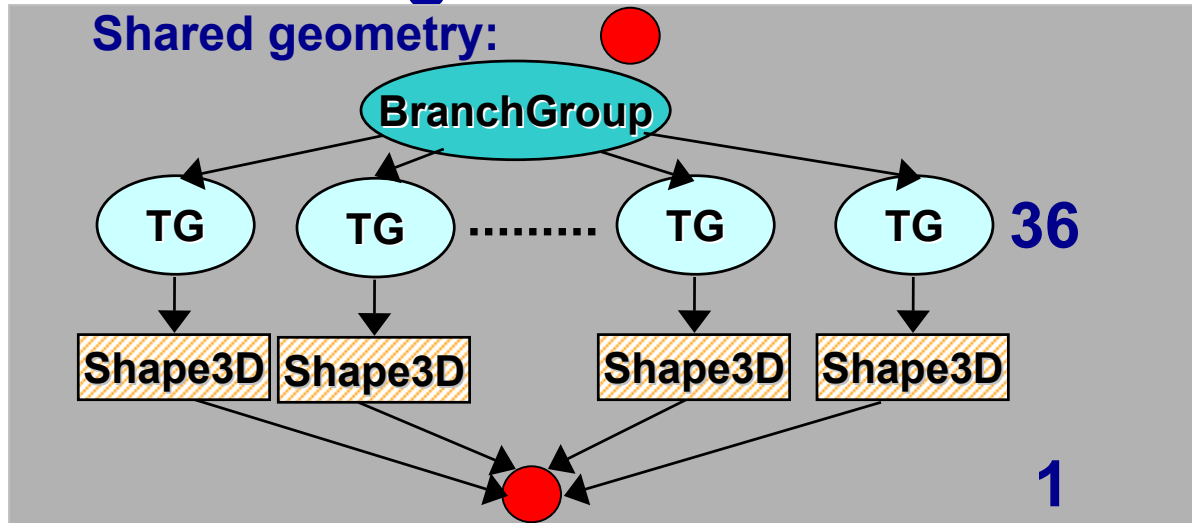 Shared geometry:
BranchGroup
TG TG ......... TG TG 36
Shape3D Shape3D Shape3D Shape3D
1